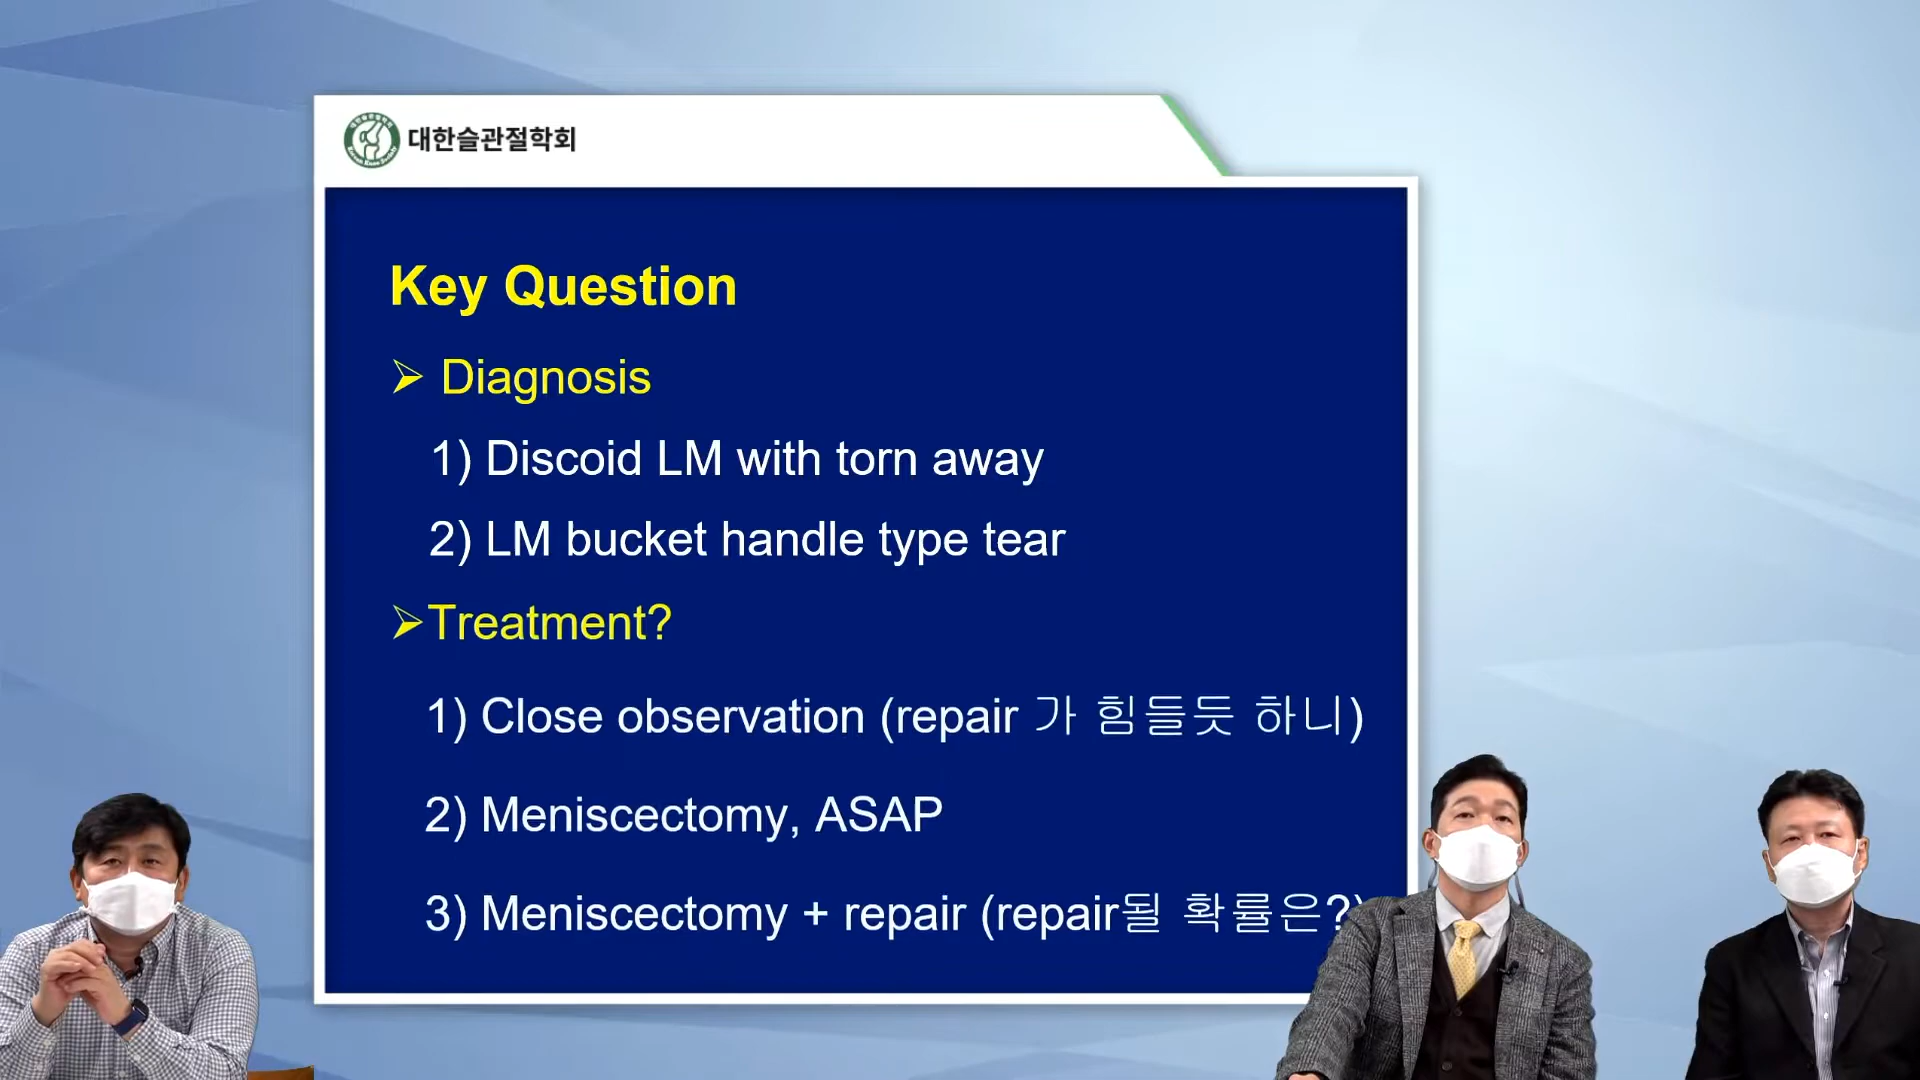 대한슬관절학회
Key Question
➢ Diagnosis
1) Discoid LM with torn away
2) LM bucket handle type tear
➢Treatment?
1) Close observation (repair 가 힘들듯 하니)
2) Meniscectomy, ASAP
3) Meniscectomy + repair (repair될 확률은?)